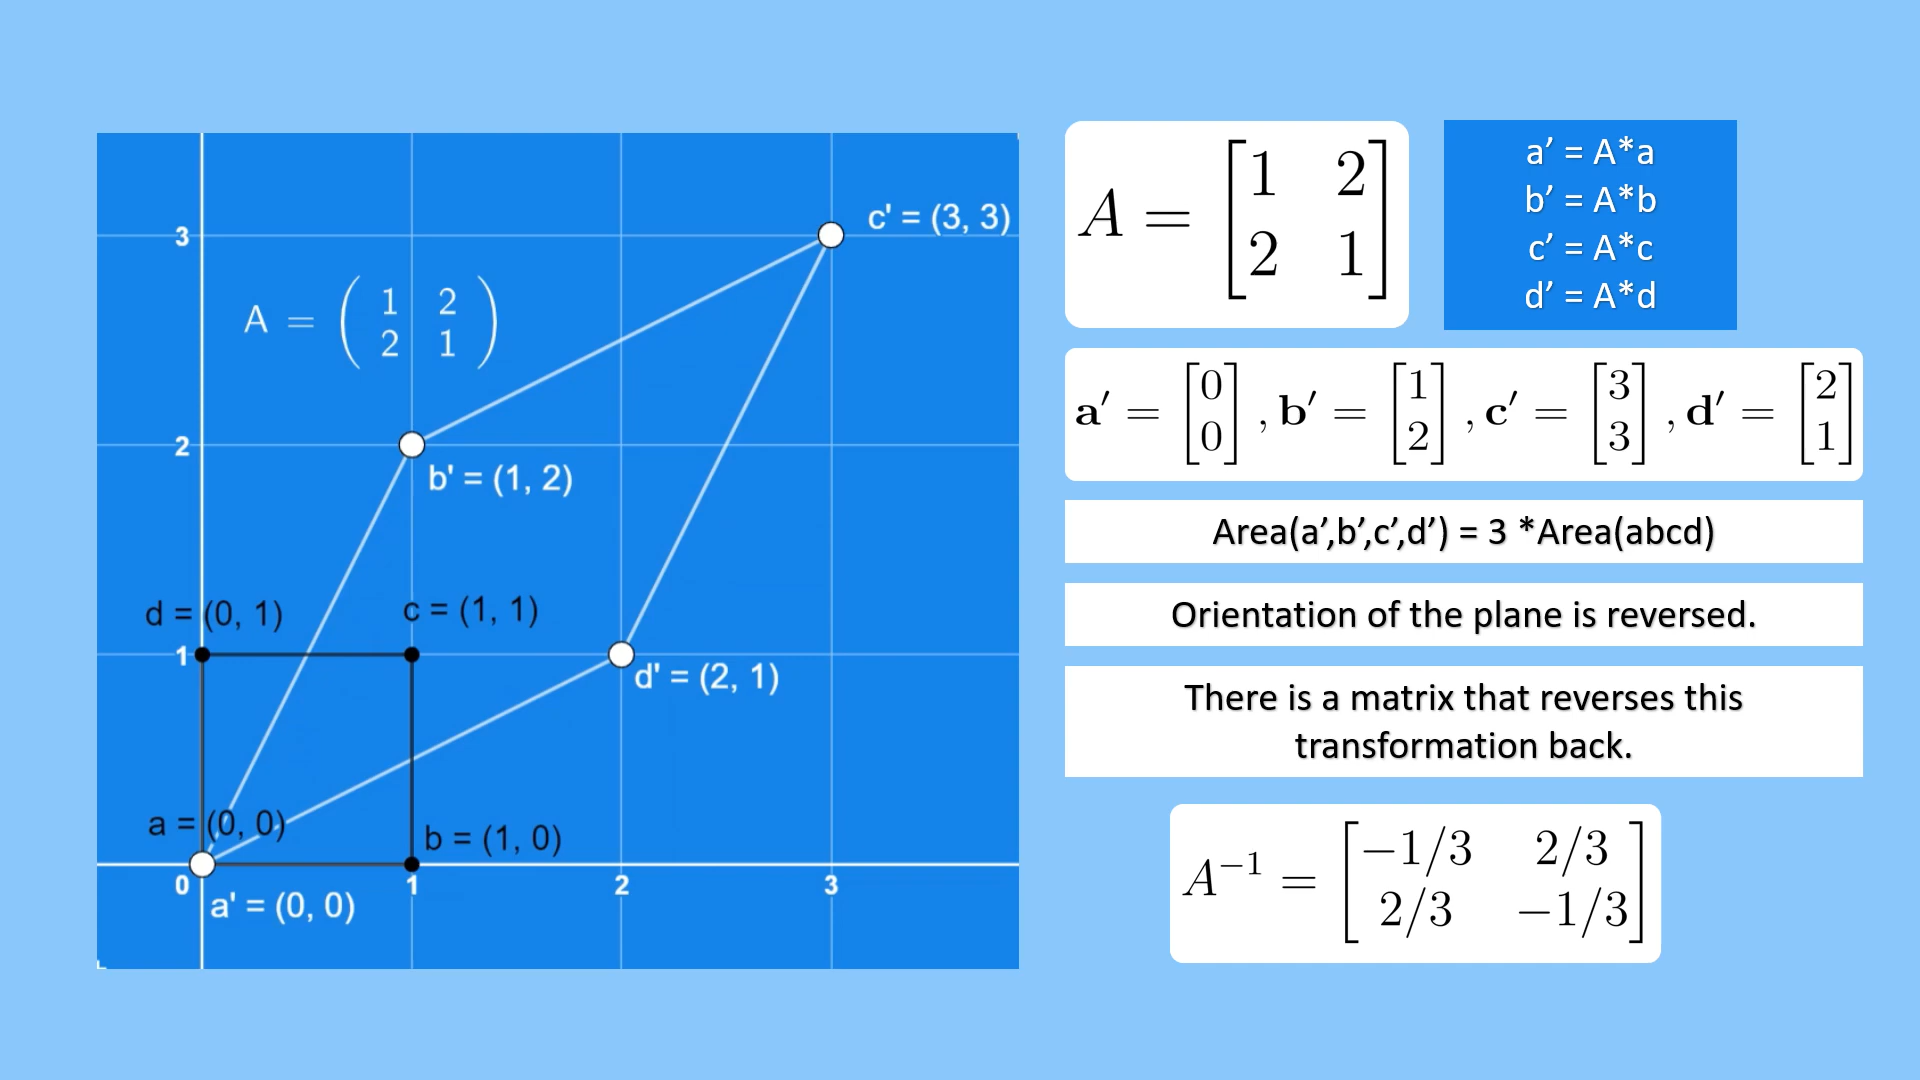 3
c' = (3, 3)
A = ( 1 2
2 1 )
2
b' = (1, 2)
d = (0, 1)
c = (1, 1)
1
d' = (2, 1)
a = (0, 0)
b = (1, 0)
0
1
2
3
a' = (0, 0)
A = [1 2
2 1]
a’ = A*a
b’ = A*b
c’ = A*c
d’ = A*d
a′ = [0 0], b′ = [1 2], c′ = [3 3], d′ = [2 1]
Area(a’,b’,c’,d’) = 3 *Area(abcd)
Orientation of the plane is reversed.
There is a matrix that reverses this
transformation back.
A⁻¹ = [−1/3 2/3
2/3 −1/3]